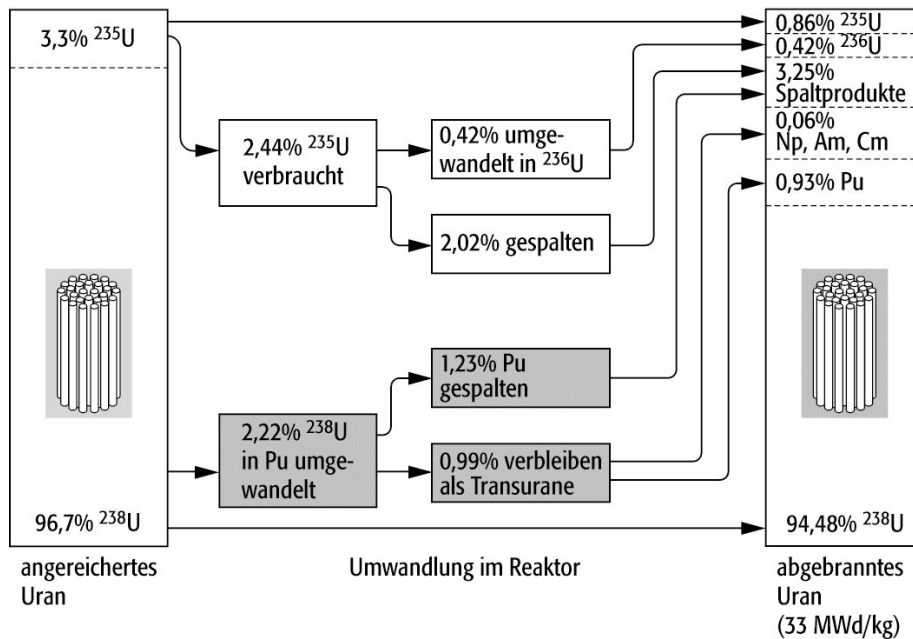 3,3% ²³⁵U
96,7% ²³⁸U
angereichertes
Uran
2,44% ²³⁵U
verbraucht
2,22% ²³⁸U
in Pu umge-
wandelt
0,42% umge-
wandelt in ²³⁶U
2,02% gespalten
1,23% Pu
gespalten
0,99% verbleiben
als Transurane
Umwandlung im Reaktor
0,86% ²³⁵U
0,42% ²³⁶U
3,25%
Spaltprodukte
0,06%
Np, Am, Cm
0,93% Pu
94,48% ²³⁸U
abgebranntes
Uran
(33 MWd/kg)